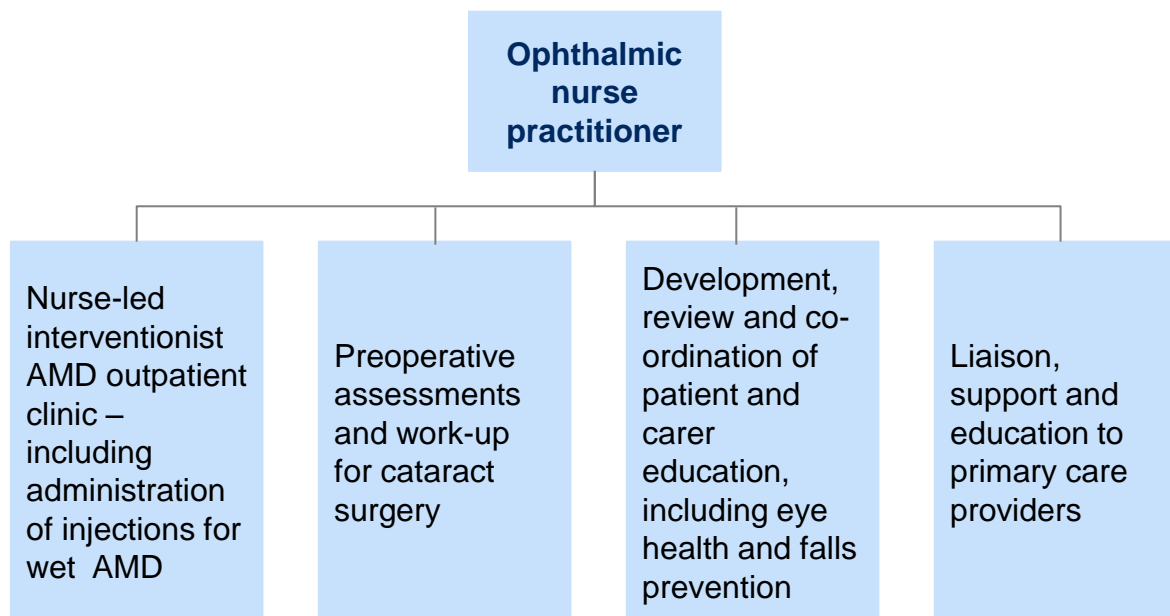 Ophthalmic
nurse
practitioner
Nurse-led
interventionist
AMD outpatient
clinic –
including
administration
of injections for
wet  AMD
Preoperative
assessments
and work-up
for cataract
surgery
Development,
review and co-
ordination of
patient and
carer
education,
including eye
health and falls
prevention
Liaison,
support and
education to
primary care
providers